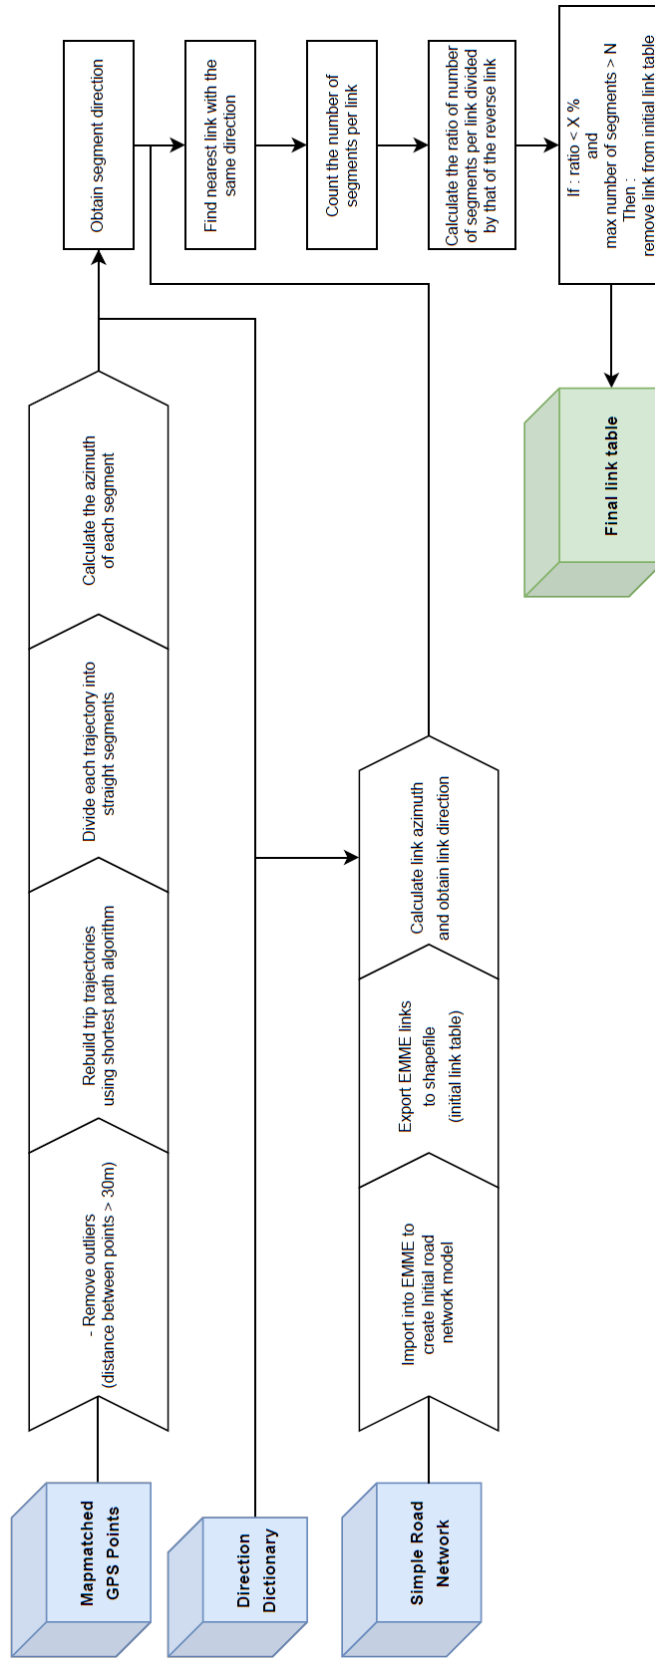 Mapmatched
GPS Points
- Remove outliers
(distance between points > 30m)
Rebuild trip trajectories
using shortest path algorithm
Divide each trajectory into
straight segments
Calculate the azimuth
of each segment
Obtain segment direction
Direction
Dictionary
Find nearest link with the
same direction
Count the number of
segments per link
Simple Road
Network
Import into EMME to
create Initial road
network model
Export EMME links
to shapefile
(initial link table)
Calculate link azimuth
and obtain link direction
Calculate the ratio of number
of segments per link divided
by that of the reverse link
If : ratio < X %
and
max number of segments > N
Then :
remove link from initial link table
Final link table